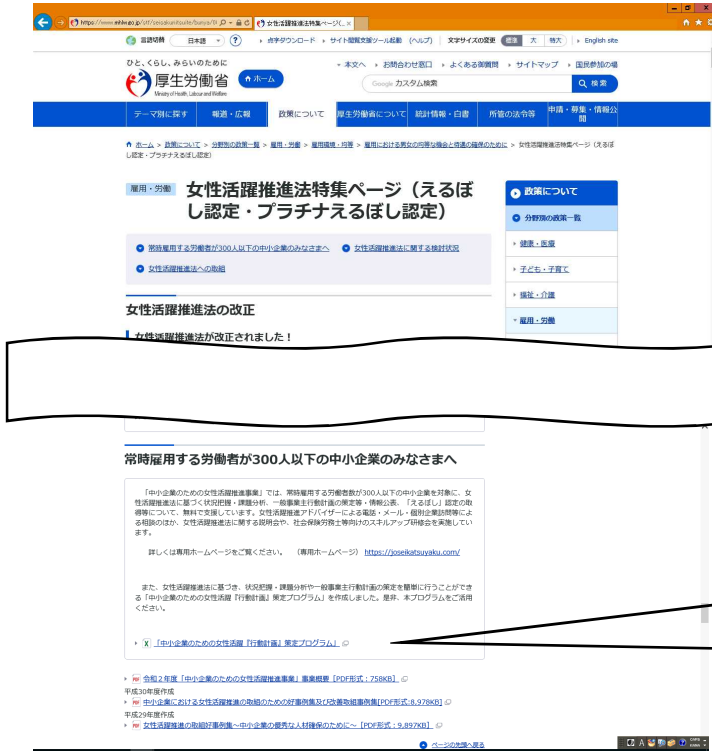 https://www.mhlw.go.jp/stf/seisakunitsuite/bunya/0
女性活躍推進法特集ページ(...
言語切替 日本語 ? 点字ダウンロード サイト閲覧支援ツール起動 (ヘルプ) 文字サイズの変更 標準 大 特大 English site
ひと、くらし、みらいのために
厚生労働省
Ministry of Health, Labour and Welfare
ホーム
本文へ お問合わせ窓口 よくある御質問 サイトマップ 国民参加の場
Google カスタム検索 検索
テーマ別に探す 報道・広報 政策について 厚生労働省について 統計情報・白書 所管の法令等 申請・募集・情報公開
ホーム > 政策について > 分野別の政策一覧 > 雇用・労働 > 雇用環境・均等 > 雇用における男女の均等な機会と待遇の確保のために > 女性活躍推進法特集ページ(えるぼ
し認定・プラチナえるぼし認定)
雇用・労働 女性活躍推進法特集ページ(えるぼ
し認定・プラチナえるぼし認定)
常時雇用する労働者が300人以下の中小企業のみなさまへ 女性活躍推進法に関する検討状況
女性活躍推進法への取組
政策について
分野別の政策一覧
健康・医療
子ども・子育て
福祉・介護
雇用・労働
女性活躍推進法の改正
女性活躍推進法が改正されました!
常時雇用する労働者が300人以下の中小企業のみなさまへ
「中小企業のための女性活躍推進事業」では、常時雇用する労働者数が300人以下の中小企業を対象に、女
性活躍推進法に基づく状況把握・課題分析、一般事業主行動計画の策定等・情報公表、「えるぼし」認定の取
得等について、無料で支援しています。女性活躍推進アドバイザーによる電話・メール・個別企業訪問等によ
る相談のほか、女性活躍推進に関する説明会や、社会保険労務士等向けのスキルアップ研修会を実施してい
ます。
詳しくは専用ホームページをご覧ください。 (専用ホームページ) https://joseikatsuyaku.com/
また、女性活躍推進法に基づき、状況把握・課題分析や一般事業主行動計画の策定を簡単に行うことができ
る「中小企業のための女性活躍『行動計画』策定プログラム」を作成しました。是非、本プログラムをご活用
ください。
「中小企業のための女性活躍『行動計画』策定プログラム」
令和2年度「中小企業のための女性活躍推進事業」事業概要 [PDF形式:758KB]
平成30年度作成
中小企業における女性活躍推進の取組のための好事例集及び改善取組事例集[PDF形式:8,978KB]
平成29年度作成
女性活躍推進の取組好事例集~中小企業の優秀な人材確保のために~ [PDF形式:9,897KB]
ページの先頭へ戻る